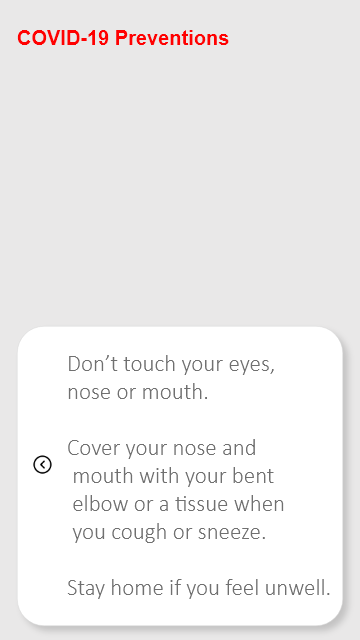 COVID-19 Preventions
Don’t touch your eyes,
nose or mouth.
Cover your nose and
mouth with your bent
elbow or a tissue when
you cough or sneeze.
Stay home if you feel unwell.